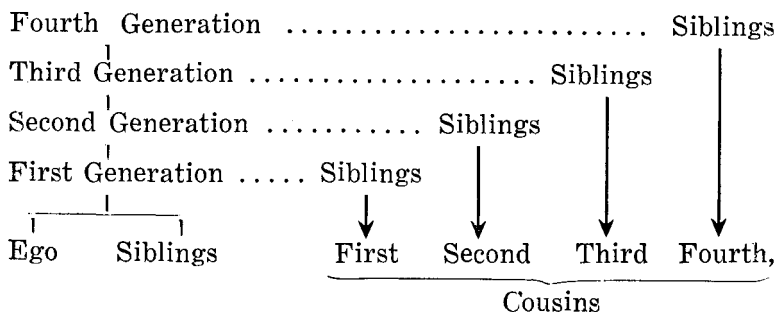 Fourth Generation ........................... Siblings
Third Generation ..................... Siblings
Second Generation ........... Siblings
First Generation ..... Siblings
Ego Siblings First Second Third Fourth,
Cousins